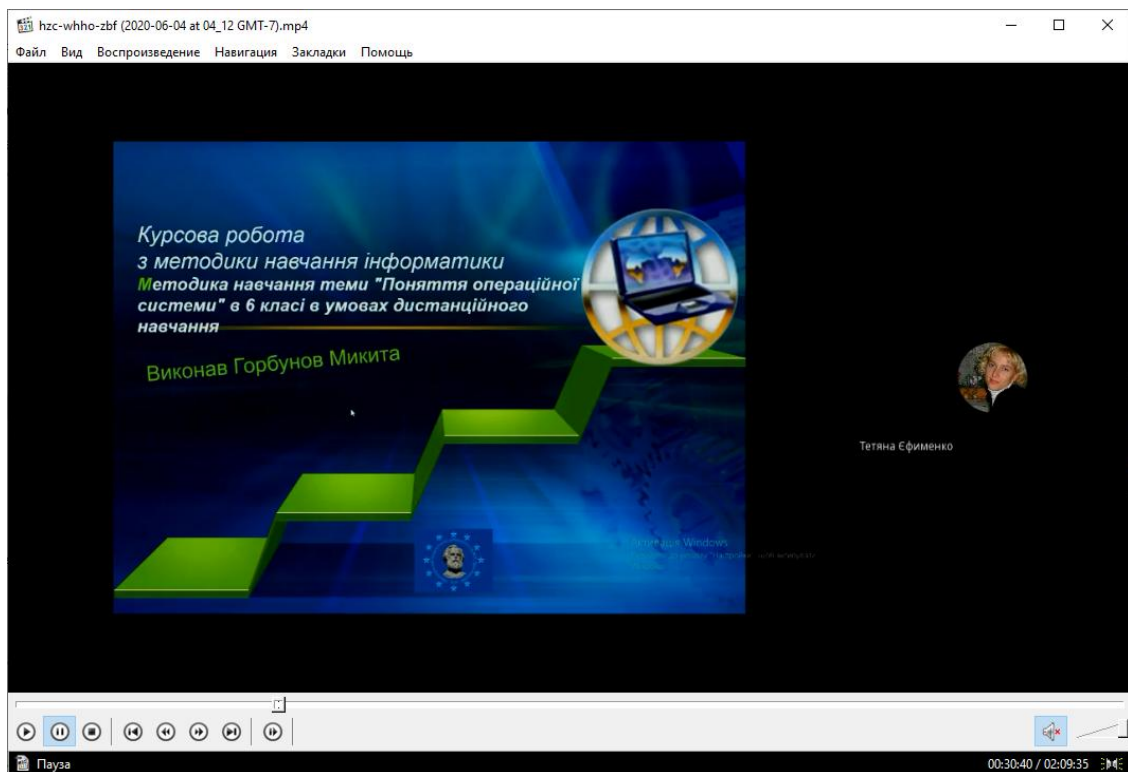 hzc-whho-zbf (2020-06-04 at 04_12 GMT-7).mp4
Файл Вид Воспроизведение Навигация Закладки Помощь
Курсова робота
з методики навчання інформатики
Методика навчання теми "Поняття операційної
системи" в 6 класі в умовах дистанційного
навчання
Виконав Горбунов Микита
Тетяна Єфименко
Windows
Пауза
00:30:40 / 02:09:35